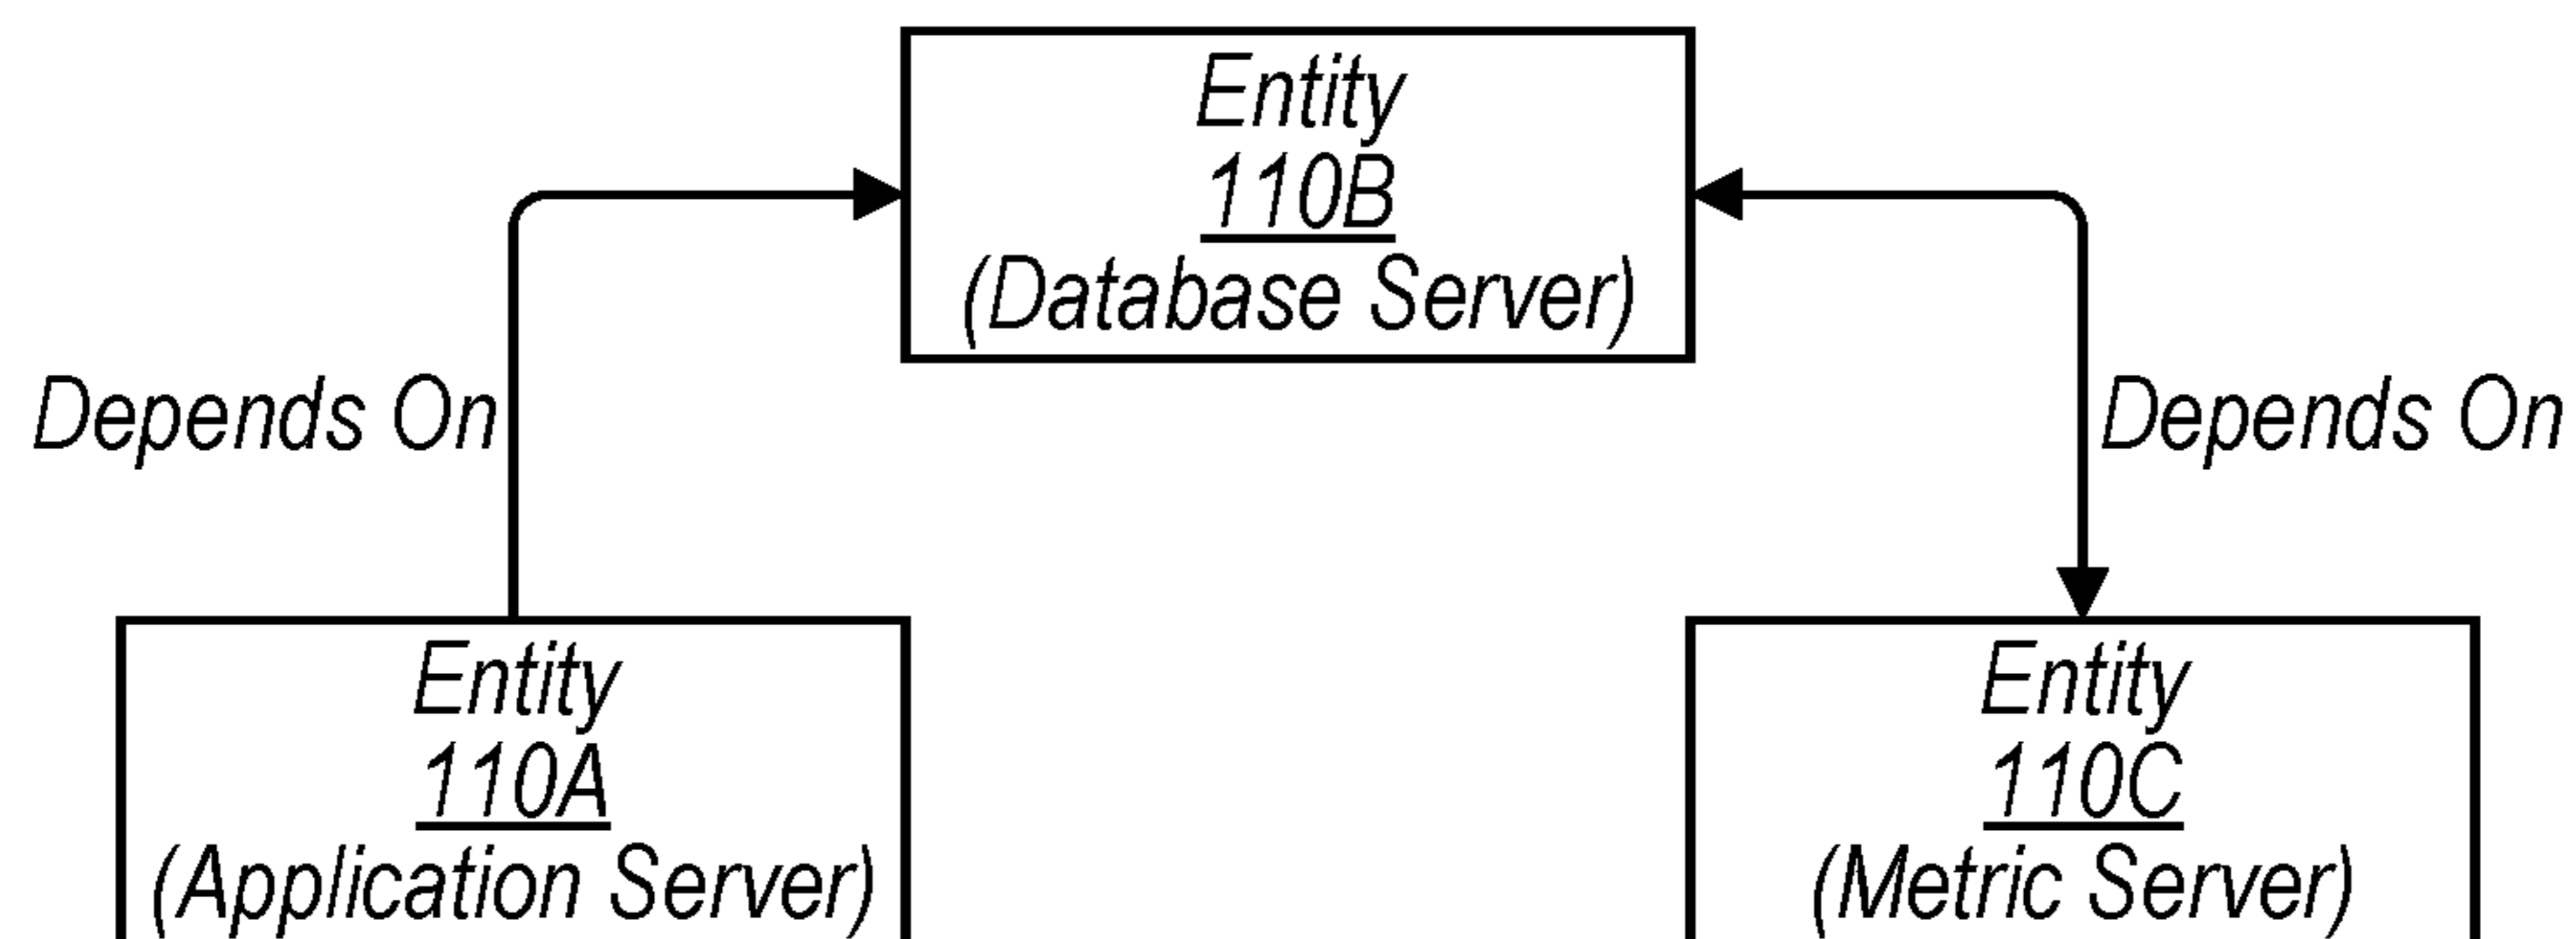 Entity
110B
(Database Server)
Depends On
Depends On
Entity
110A
(Application Server)
Entity
110C
(Metric Server)